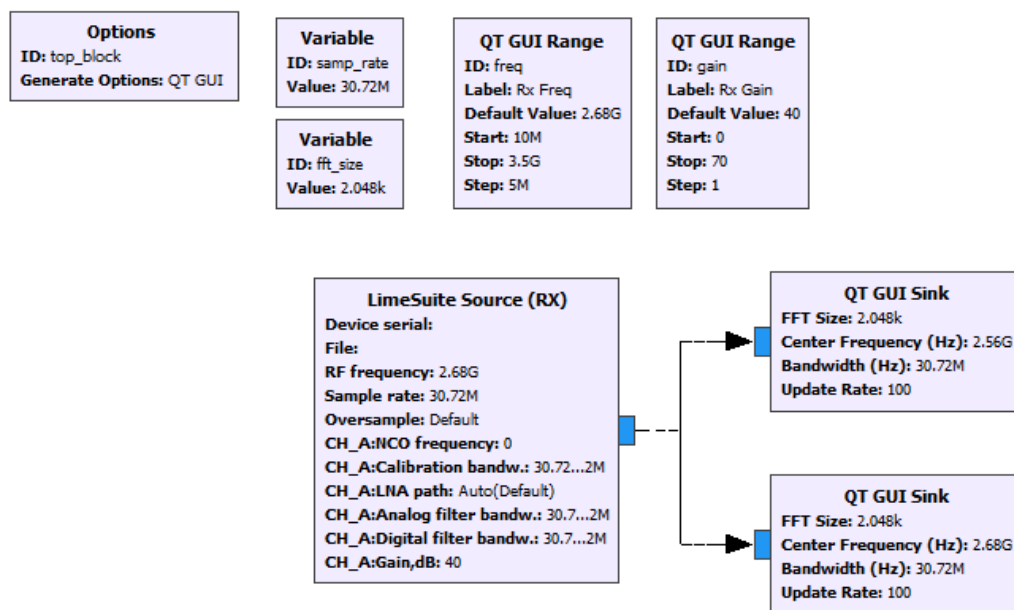 Options
ID: top_block
Generate Options: QT GUI
Variable
ID: samp_rate
Value: 30.72M
Variable
ID: fft_size
Value: 2.048k
QT GUI Range
ID: freq
Label: Rx Freq
Default Value: 2.68G
Start: 10M
Stop: 3.5G
Step: 5M
QT GUI Range
ID: gain
Label: Rx Gain
Default Value: 40
Start: 0
Stop: 70
Step: 1
LimeSuite Source (RX)
Device serial:
File:
RF frequency: 2.68G
Sample rate: 30.72M
Oversample: Default
CH_A:NCO frequency: 0
CH_A:Calibration bandw.: 30.72...2M
CH_A:LNA path: Auto(Default)
CH_A:Analog filter bandw.: 30.7...2M
CH_A:Digital filter bandw.: 30.7...2M
CH_A:Gain,dB: 40
QT GUI Sink
FFT Size: 2.048k
Center Frequency (Hz): 2.56G
Bandwidth (Hz): 30.72M
Update Rate: 100
QT GUI Sink
FFT Size: 2.048k
Center Frequency (Hz): 2.68G
Bandwidth (Hz): 30.72M
Update Rate: 100